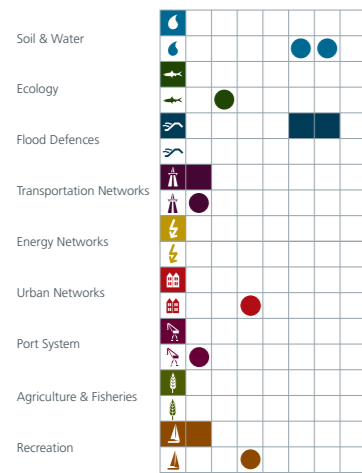 Soil & Water
Ecology
Flood Defences
Transportation Networks
Energy Networks
Urban Networks
Port System
Agriculture & Fisheries
Recreation